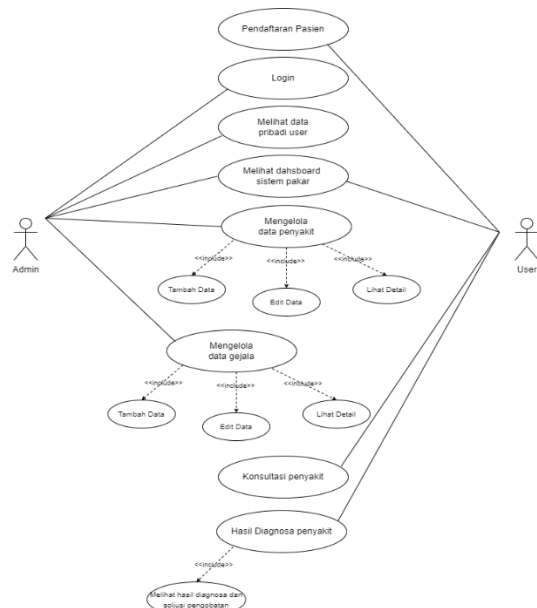 Pendaftaran Pasien
Login
Melihat data
pribadi user
Melihat dahsboard
sistem pakar
Mengelola
data penyakit
Admin
User
<<include>>
<<include>>
<<include>>
Tambah Data
Edit Data
Lihat Detail
Mengelola
data gejala
<<include>>
<<include>>
<<include>>
Tambah Data
Edit Data
Lihat Detail
Konsultasi penyakit
Hasil Diagnosa penyakit
<<include>>
Melihat hasil diagnosa dan
soliusi pengobatan